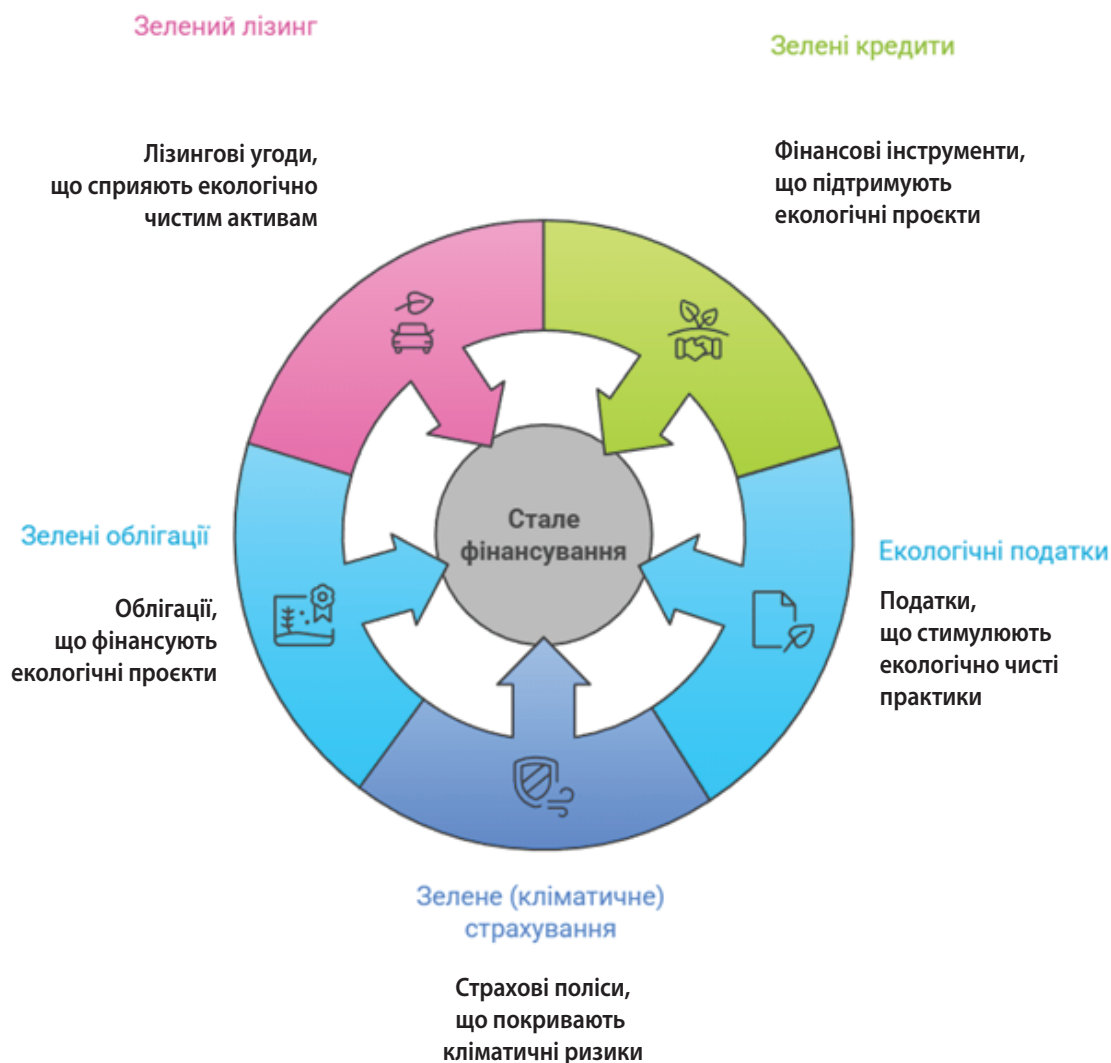 Зелений лізинг
Лізингові угоди,
що сприяють екологічно
чистим активам
Зелені кредити
Фінансові інструменти,
що підтримують
екологічні проєкти
Стале
фінансування
Зелені облігації
Облігації,
що фінансують
екологічні проєкти
Екологічні податки
Податки,
що стимулюють
екологічно чисті
практики
Зелене (кліматичне)
страхування
Страхові поліси,
що покривають
кліматичні ризики